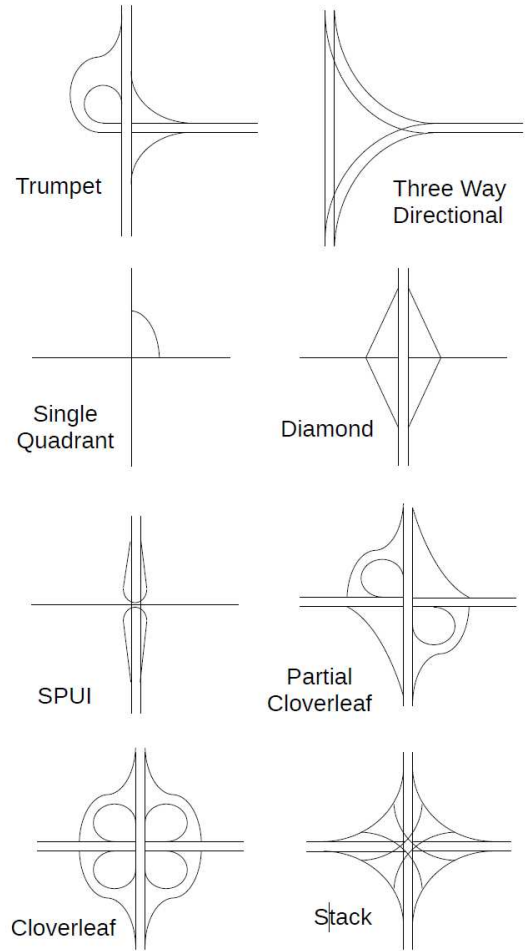 Trumpet
Three Way
Directional
Single
Quadrant
Diamond
SPUI
Partial
Cloverleaf
Cloverleaf
Stack